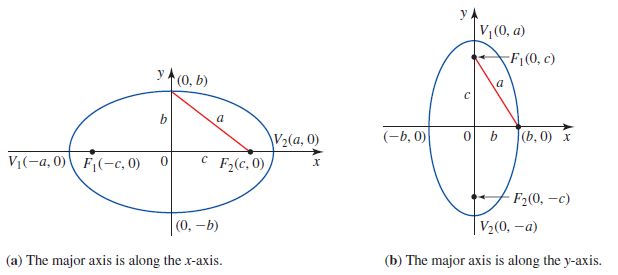 y
(0, b)
b
a
V₂(a, 0)
V₁(−a, 0)
F₁(−c, 0)
0
c
F₂(c, 0)
x
(0, −b)
(a) The major axis is along the x-axis.
y
V₁(0, a)
F₁(0, c)
c
a
(−b, 0)
0
b
(b, 0)
x
F₂(0, −c)
V₂(0, −a)
(b) The major axis is along the y-axis.